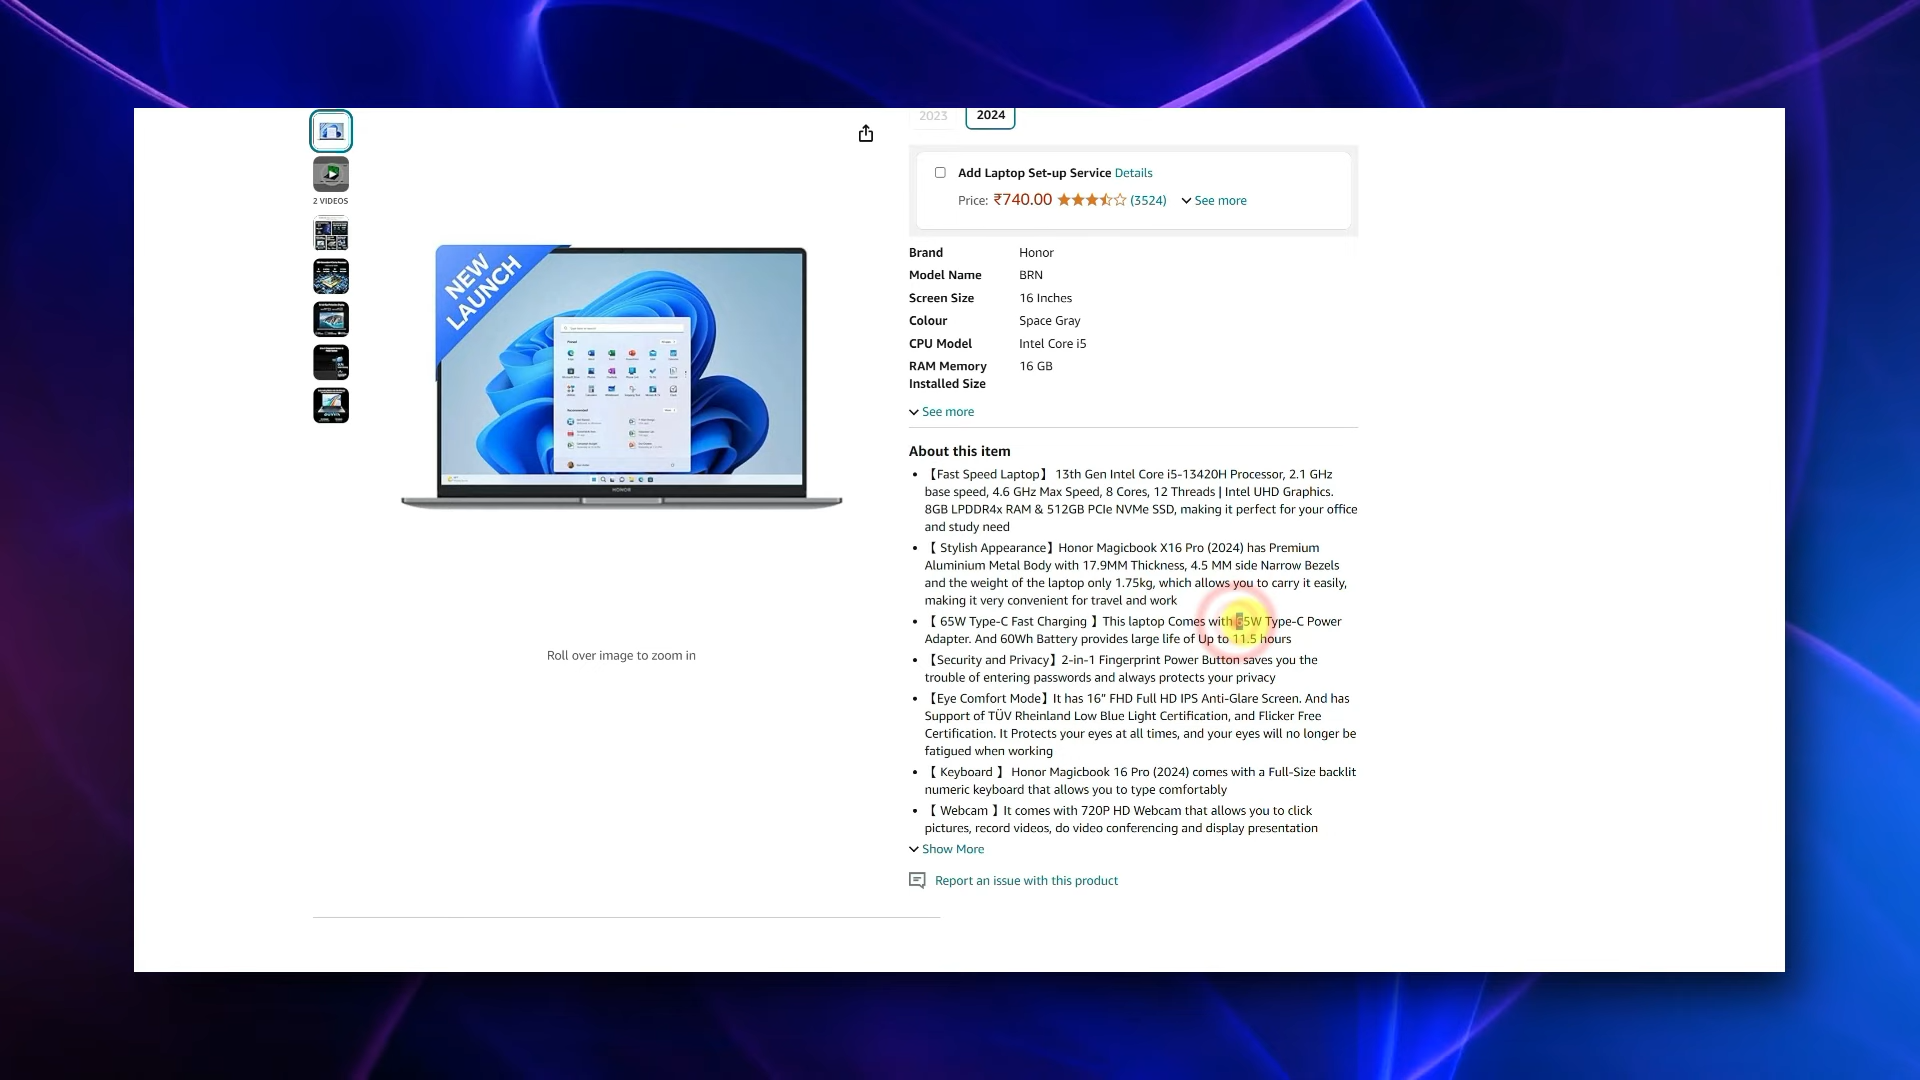 2023
2024
2 VIDEOS
NEW
LAUNCH
HONOR
Roll over image to zoom in
Add Laptop Set-up Service Details
Price: ₹740.00 (3524) See more
Brand Honor
Model Name BRN
Screen Size 16 Inches
Colour Space Gray
CPU Model Intel Core i5
RAM Memory 16 GB
Installed Size
See more
About this item
• 【Fast Speed Laptop】 13th Gen Intel Core i5-13420H Processor, 2.1 GHz
base speed, 4.6 GHz Max Speed, 8 Cores, 12 Threads | Intel UHD Graphics.
8GB LPDDR4x RAM & 512GB PCIe NVMe SSD, making it perfect for your office
and study need
• 【 Stylish Appearance】Honor Magicbook X16 Pro (2024) has Premium
Aluminium Metal Body with 17.9MM Thickness, 4.5 MM side Narrow Bezels
and the weight of the laptop only 1.75kg, which allows you to carry it easily,
making it very convenient for travel and work
• 【 65W Type-C Fast Charging 】This laptop Comes with 65W Type-C Power
Adapter. And 60Wh Battery provides large life of Up to 11.5 hours
• 【Security and Privacy】2-in-1 Fingerprint Power Button saves you the
trouble of entering passwords and always protects your privacy
• 【Eye Comfort Mode】It has 16” FHD Full HD IPS Anti-Glare Screen. And has
Support of TÜV Rheinland Low Blue Light Certification, and Flicker Free
Certification. It Protects your eyes at all times, and your eyes will no longer be
fatigued when working
• 【 Keyboard 】 Honor Magicbook 16 Pro (2024) comes with a Full-Size backlit
numeric keyboard that allows you to type comfortably
• 【 Webcam 】It comes with 720P HD Webcam that allows you to click
pictures, record videos, do video conferencing and display presentation
Show More
Report an issue with this product